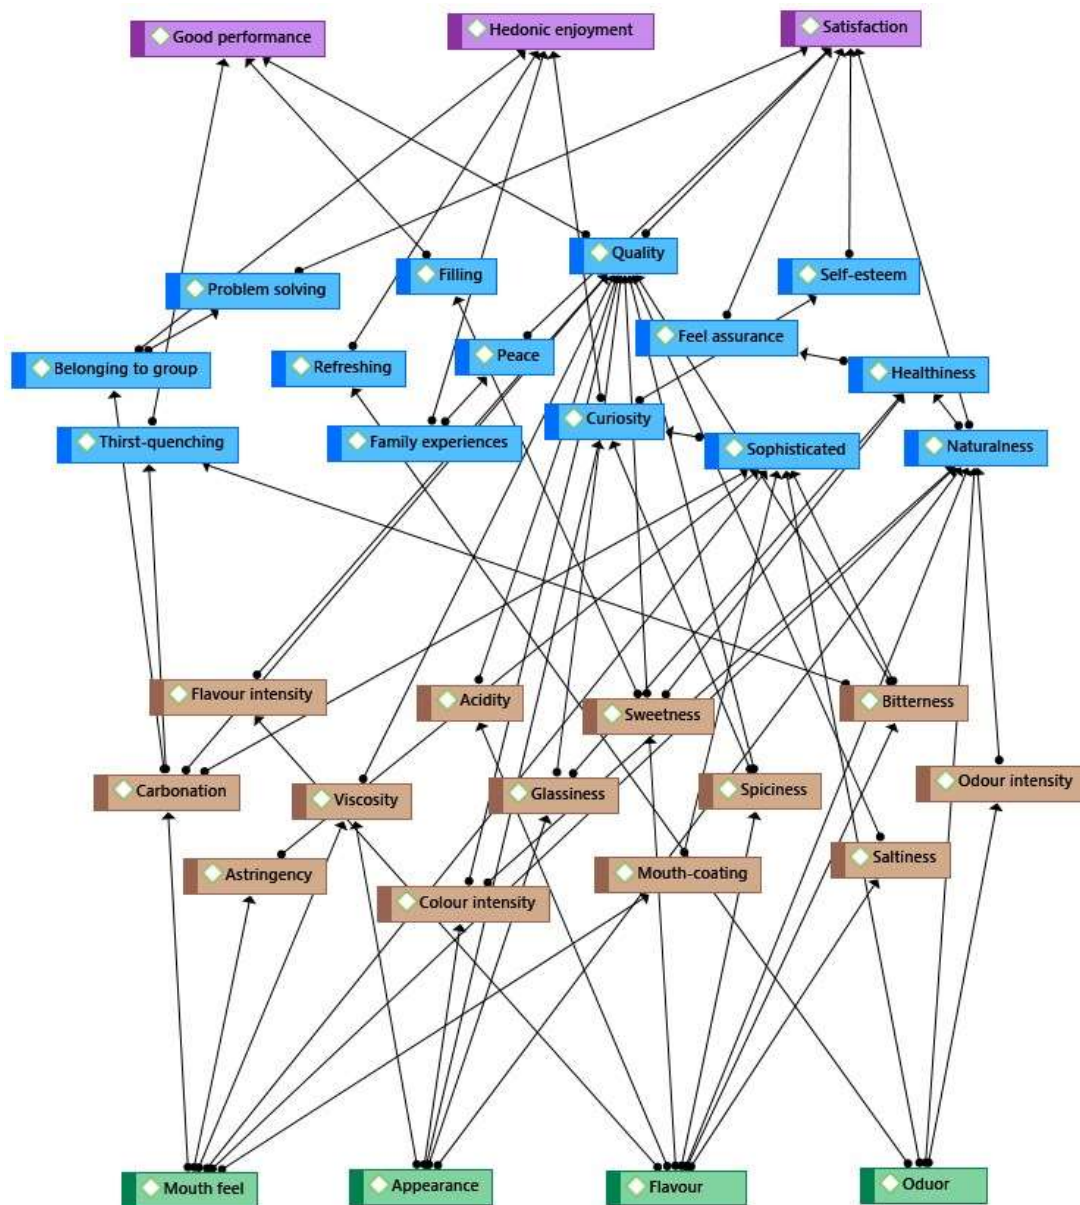 Good performance
Hedonic enjoyment
Satisfaction
Quality
Filling
Self-esteem
Problem solving
Feel assurance
Peace
Belonging to group
Refreshing
Healthiness
Curiosity
Thirst-quenching
Family experiences
Sophisticated
Naturalness
Flavour intensity
Acidity
Sweetness
Bitterness
Carbonation
Viscosity
Glassiness
Spiciness
Odour intensity
Astringency
Colour intensity
Mouth-coating
Saltiness
Mouth feel
Appearance
Flavour
Oduor